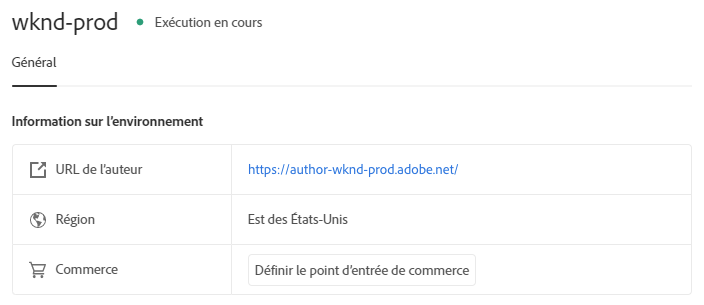 wknd-prod
Exécution en cours
Général
Information sur l'environnement
URL de l'auteur
https://author-wknd-prod.adobe.net/
Région
Est des États-Unis
Commerce
Définir le point d'entrée de commerce